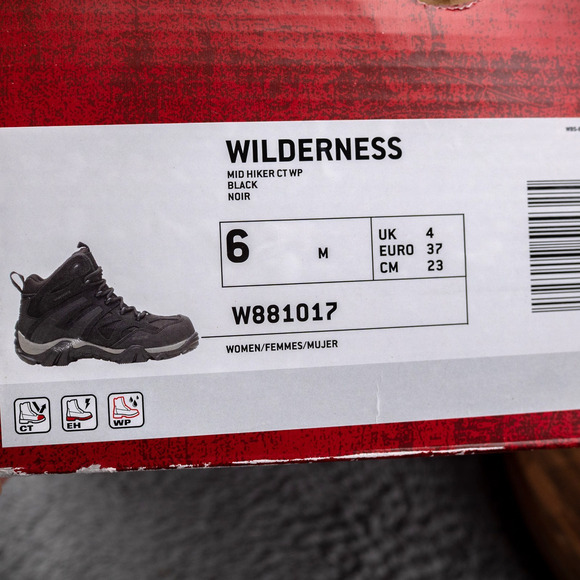 WILDERNESS
MID HIKER CT WP
BLACK
NOIR
6 M
UK 4
EURO 37
CM 23
W881017
WOMEN/FEMMES/MUJER
CT EH WP